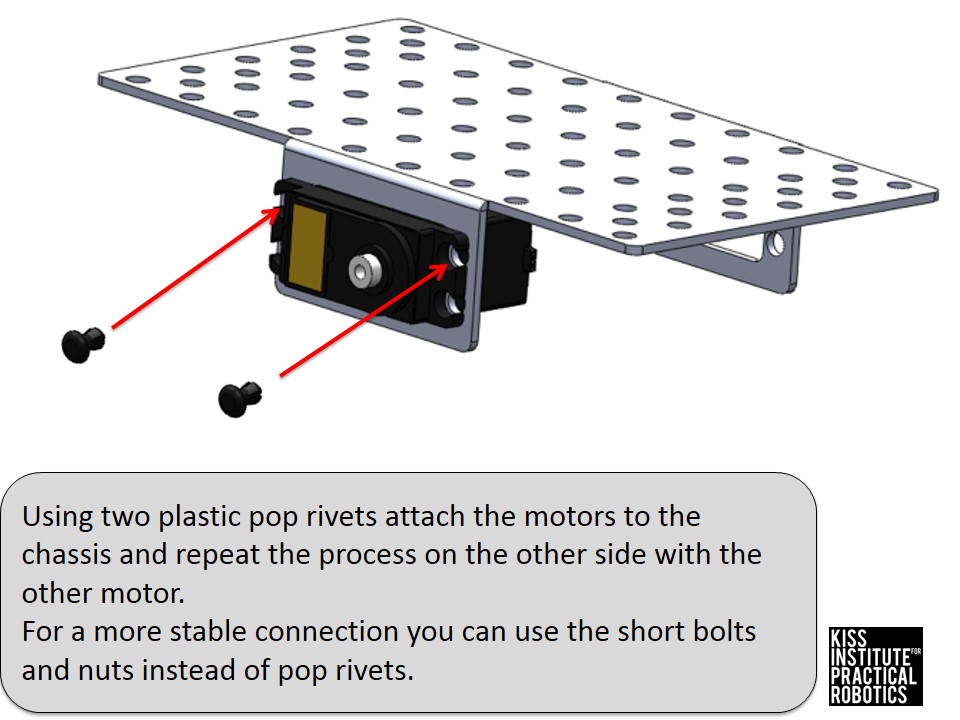 Using two plastic pop rivets attach the motors to the
chassis and repeat the process on the other side with the
other motor.
For a more stable connection you can use the short bolts
and nuts instead of pop rivets.
KISS
INSTITUTE FOR
PRACTICAL
ROBOTICS